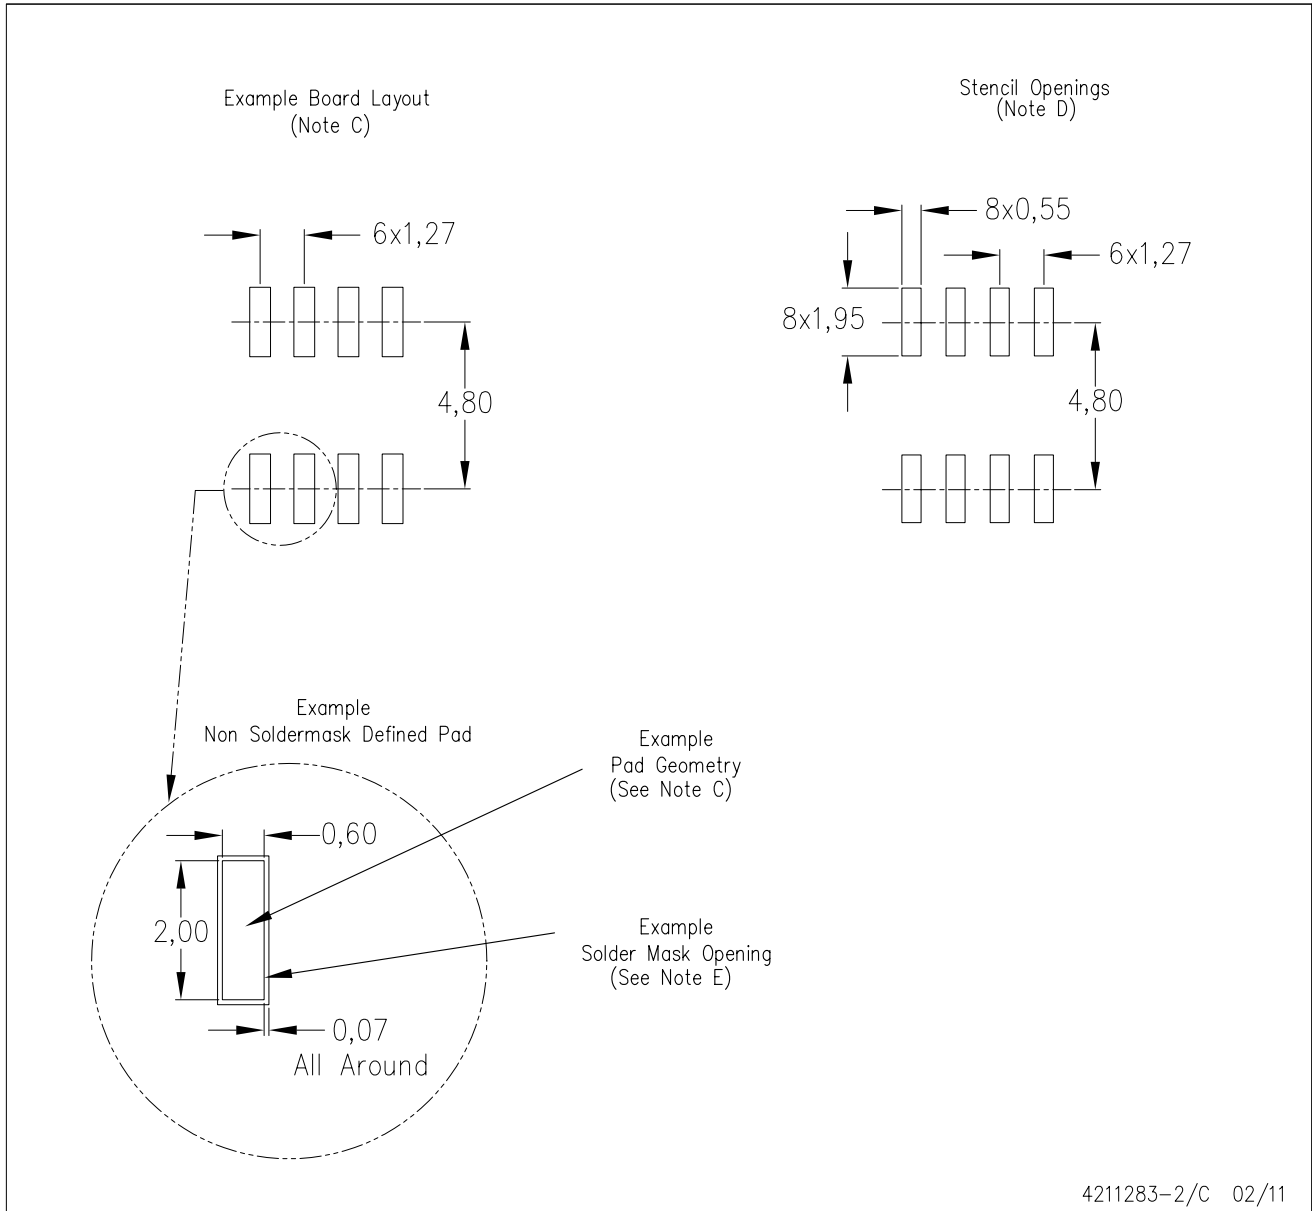 Example Board Layout
(Note C)
Stencil Openings
(Note D)
6x1,27
4,80
8x0,55
6x1,27
8x1,95
4,80
Example
Non Soldermask Defined Pad
Example
Pad Geometry
(See Note C)
0,60
2,00
Example
Solder Mask Opening
(See Note E)
0,07
All Around
4211283-2/C 02/11